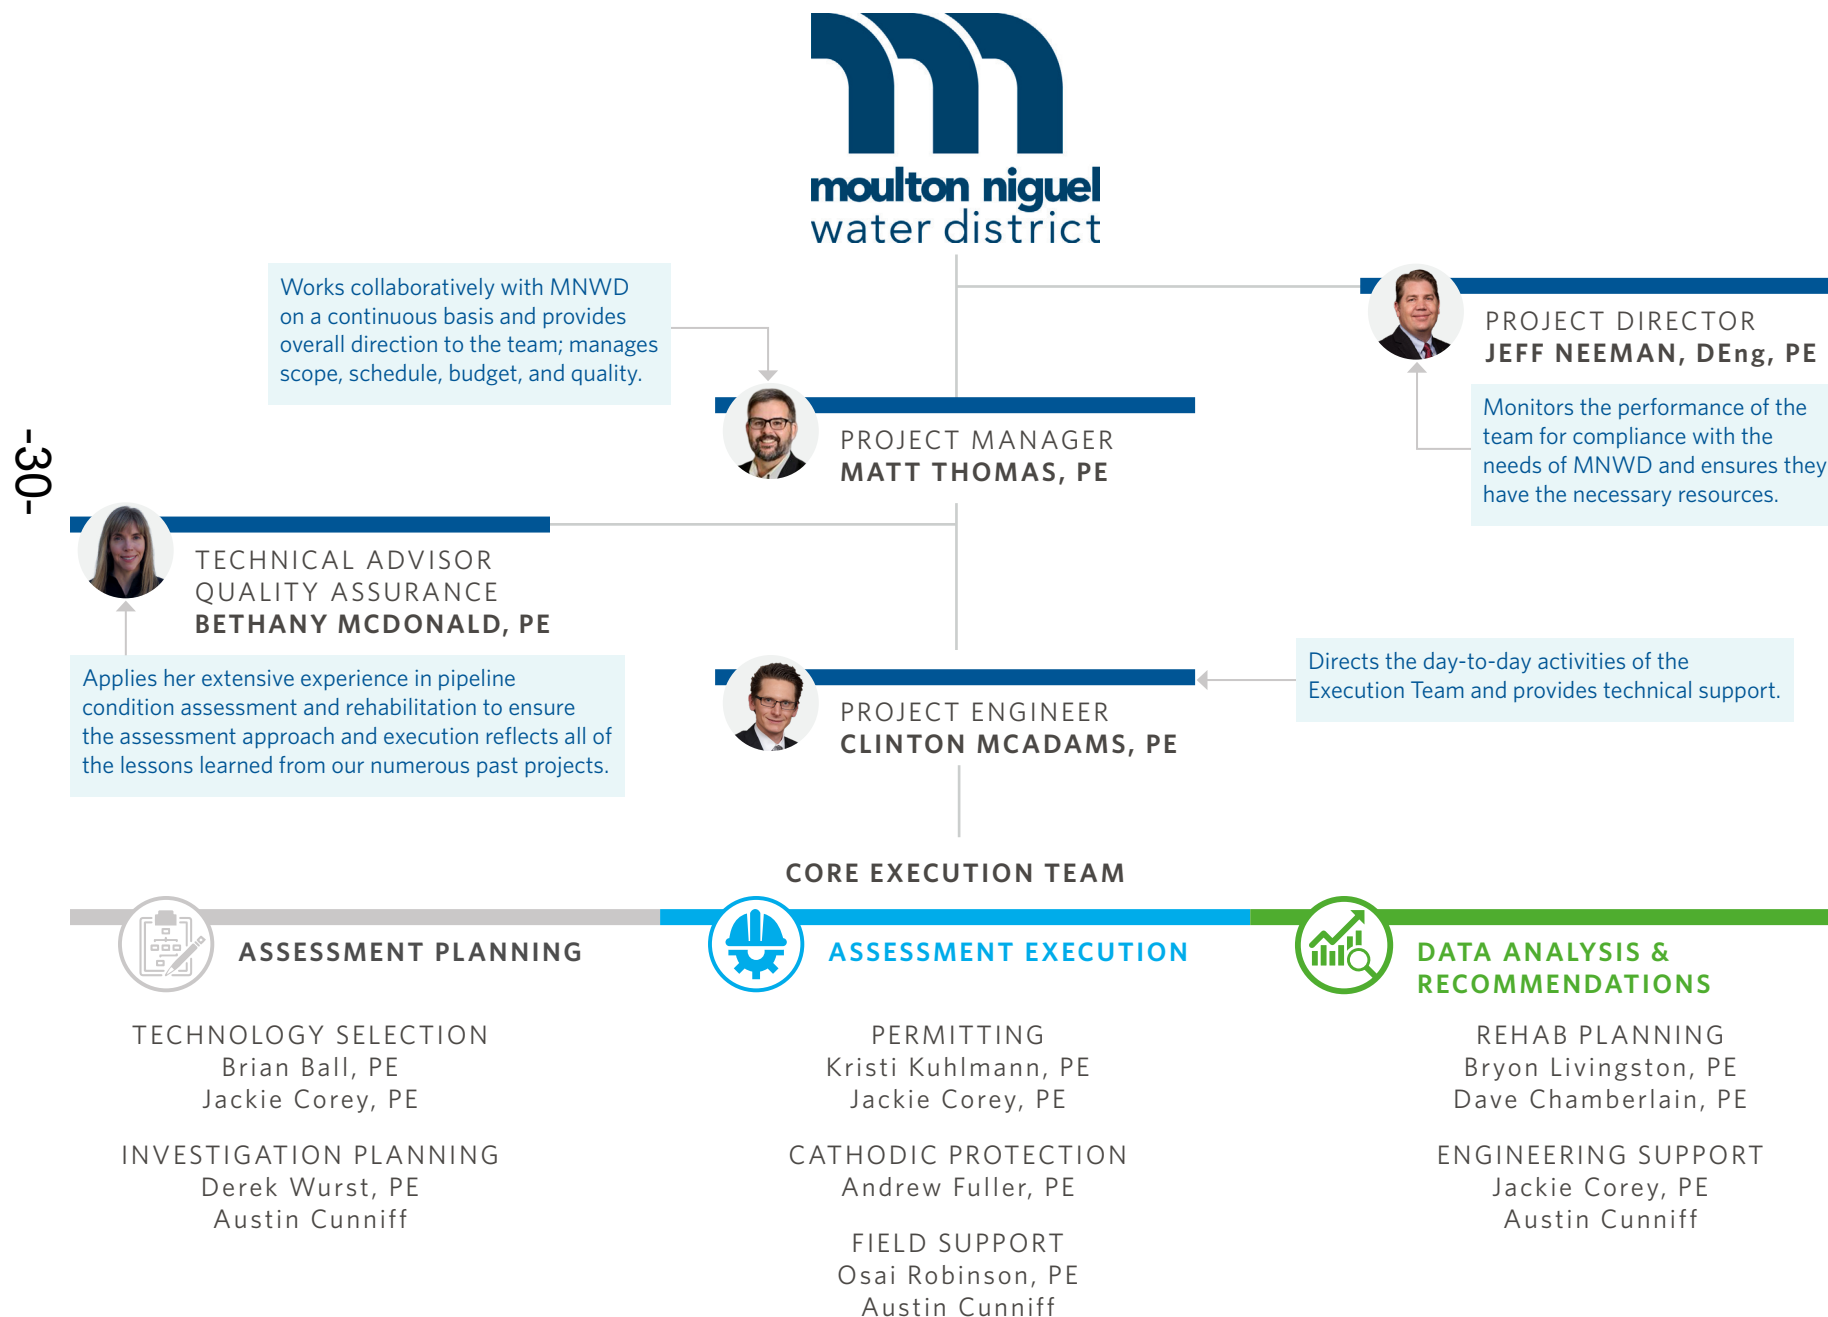 moulton niguel
water district
Works collaboratively with MNWD
on a continuous basis and provides
overall direction to the team; manages
scope, schedule, budget, and quality.
PROJECT DIRECTOR
JEFF NEEMAN, DEng, PE
Monitors the performance of the
team for compliance with the
needs of MNWD and ensures they
have the necessary resources.
PROJECT MANAGER
MATT THOMAS, PE
-30-
TECHNICAL ADVISOR
QUALITY ASSURANCE
BETHANY MCDONALD, PE
Applies her extensive experience in pipeline
condition assessment and rehabilitation to ensure
the assessment approach and execution reflects all of
the lessons learned from our numerous past projects.
PROJECT ENGINEER
CLINTON MCADAMS, PE
Directs the day-to-day activities of the
Execution Team and provides technical support.
CORE EXECUTION TEAM
ASSESSMENT PLANNING
TECHNOLOGY SELECTION
Brian Ball, PE
Jackie Corey, PE
INVESTIGATION PLANNING
Derek Wurst, PE
Austin Cunniff
ASSESSMENT EXECUTION
PERMITTING
Kristi Kuhlmann, PE
Jackie Corey, PE
CATHODIC PROTECTION
Andrew Fuller, PE
FIELD SUPPORT
Osai Robinson, PE
Austin Cunniff
DATA ANALYSIS &
RECOMMENDATIONS
REHAB PLANNING
Bryon Livingston, PE
Dave Chamberlain, PE
ENGINEERING SUPPORT
Jackie Corey, PE
Austin Cunniff